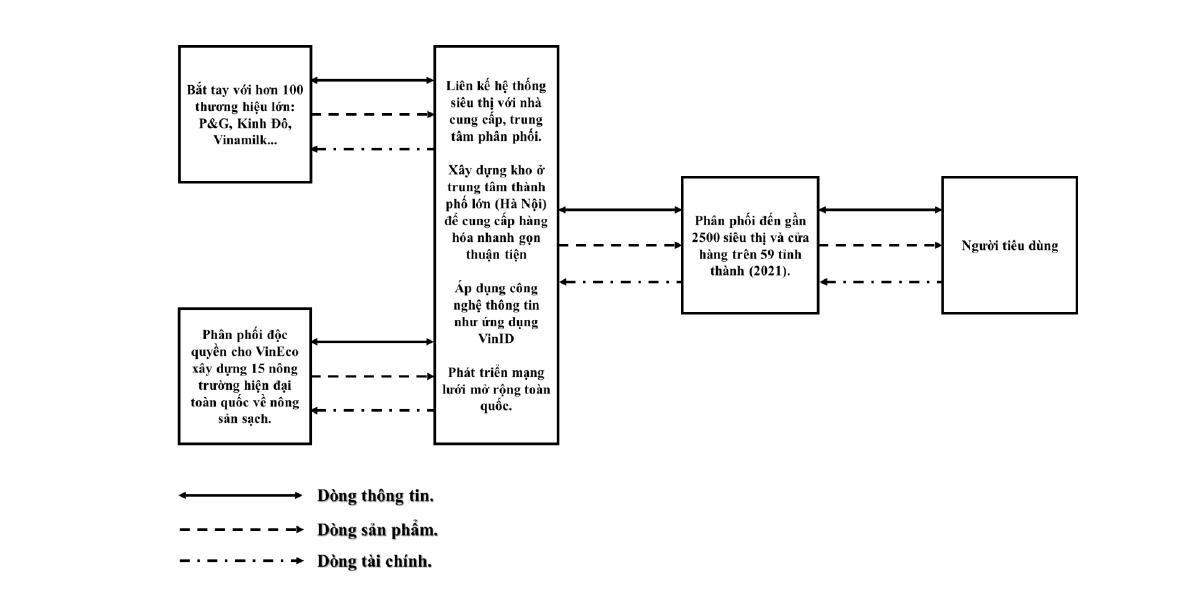 Bắt tay với hơn 100
thương hiệu lớn:
P&G, Kinh Đô,
Vinamilk...
Phân phối độc
quyền cho VinEco
xây dựng 15 nông
trường hiện đại
toàn quốc về nông
sản sạch.
Liên kế hệ thống
siêu thị với nhà
cung cấp, trung
tâm phân phối.
Xây dựng kho ở
trung tâm thành
phố lớn (Hà Nội)
để cung cấp hàng
hóa nhanh gọn
thuận tiện
Áp dụng công
nghệ thông tin
như ứng dụng
VinID
Phát triển mạng
lưới mở rộng toàn
quốc.
Phân phối đến gần
2500 siêu thị và cửa
hàng trên 59 tỉnh
thành (2021).
Người tiêu dùng
Dòng thông tin.
Dòng sản phẩm.
Dòng tài chính.